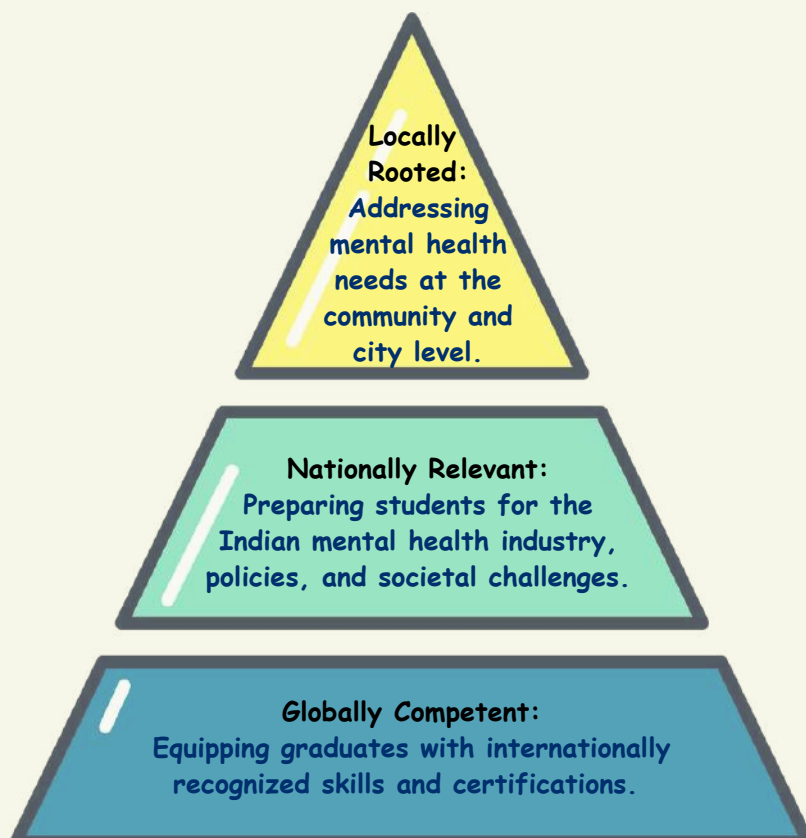 Locally
Rooted:
Addressing
mental health
needs at the
community and
city level.
Nationally Relevant:
Preparing students for the
Indian mental health industry,
policies, and societal challenges.
Globally Competent:
Equipping graduates with internationally
recognized skills and certifications.